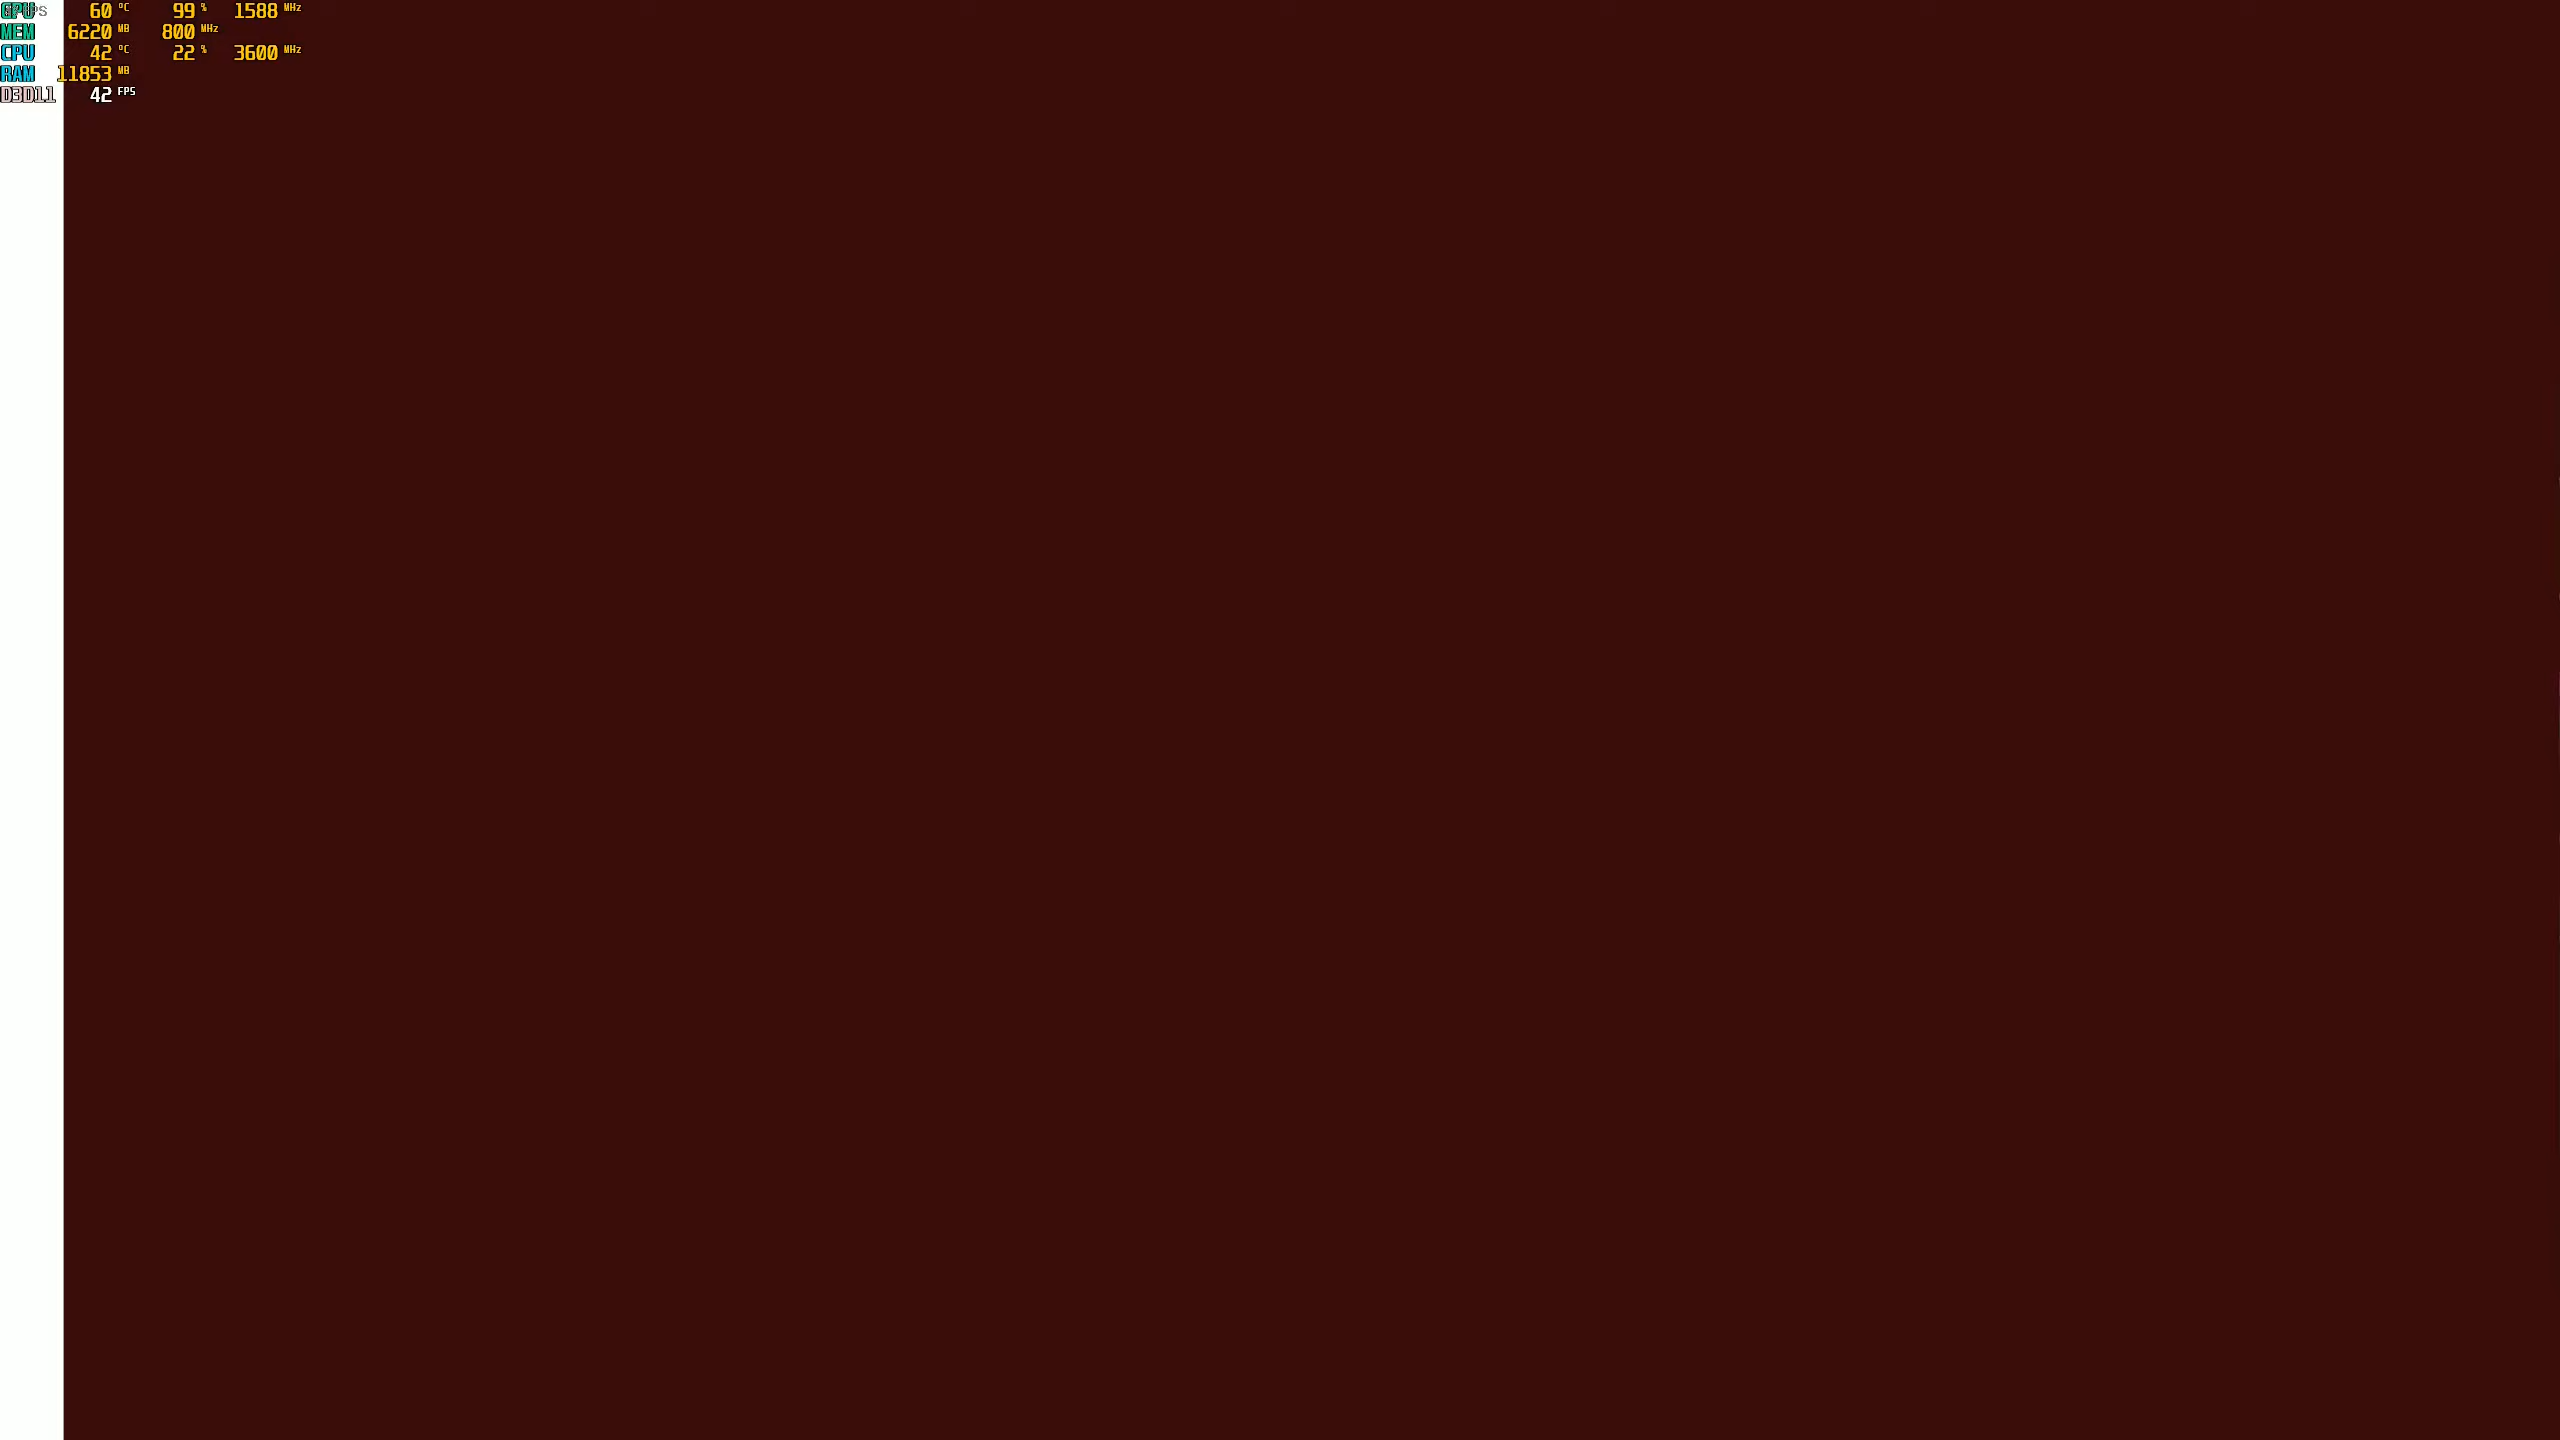 GPU 60 °C 99 % 1588 MHz
MEM 6220 MB 800 MHz
CPU 42 °C 22 % 3600 MHz
RAM 11853 MB
D3D11 42 FPS